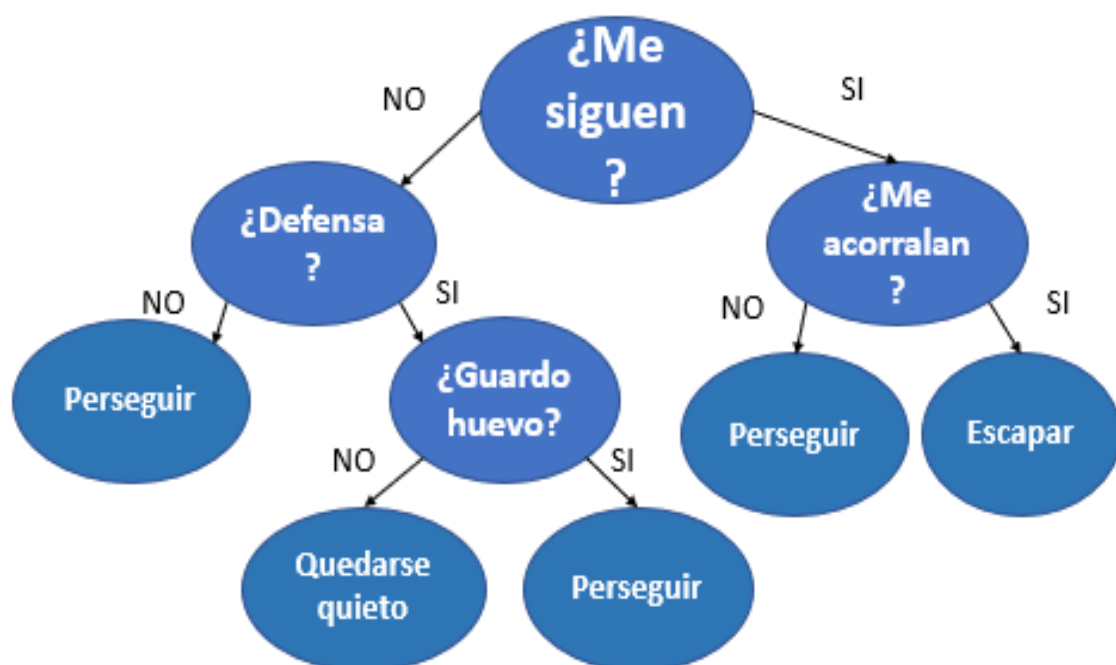 ¿Me
siguen
?
NO
SI
¿Defensa
?
¿Me
acorralan
?
NO
SI
NO
SI
Perseguir
¿Guardo
huevo?
Perseguir
Escapar
NO
SI
Quedarse
quieto
Perseguir